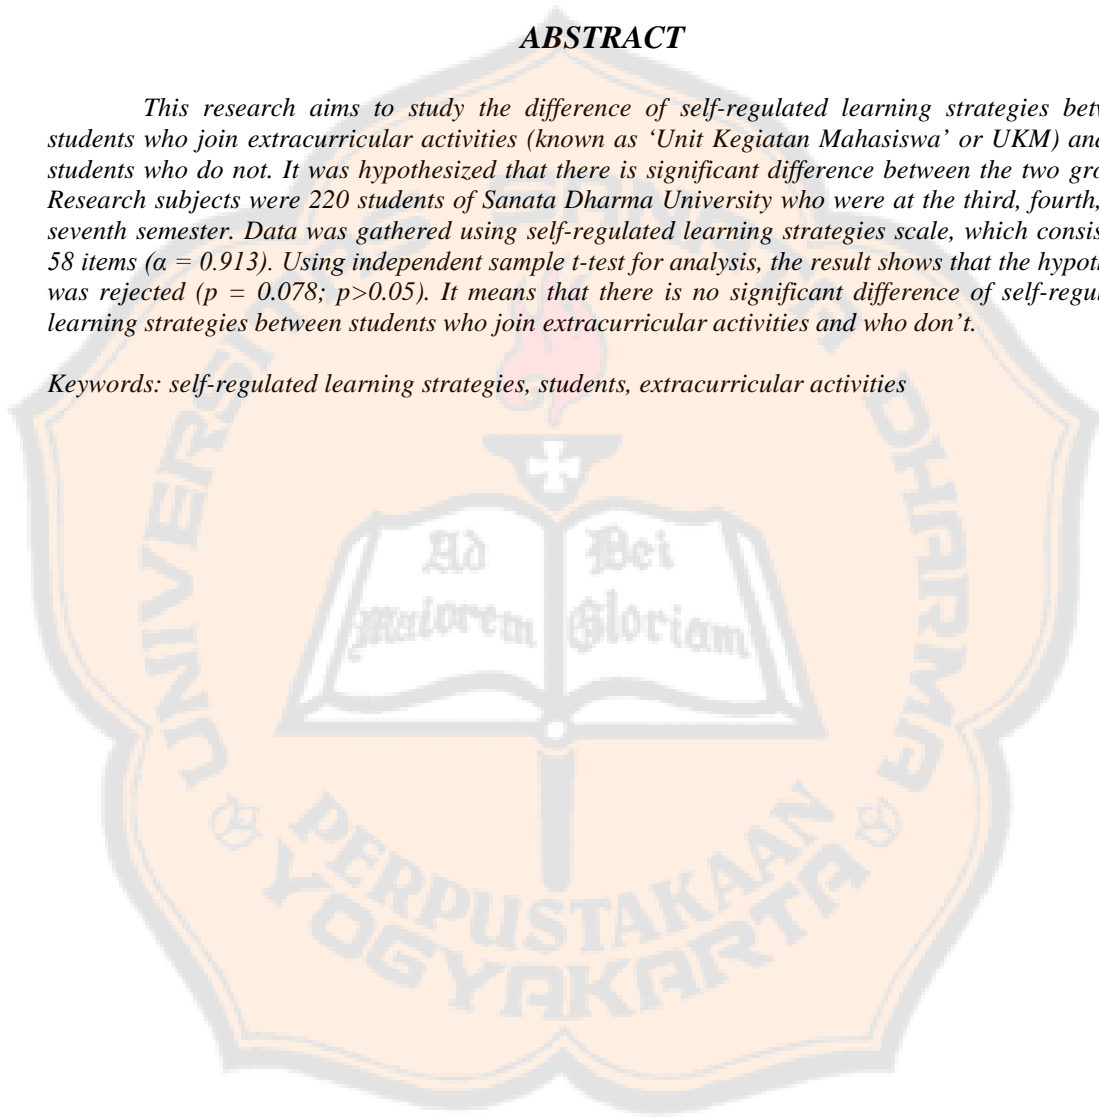 ABSTRACT
This research aims to study the difference of self-regulated learning strategies
students who join extracurricular activities (known as ‘Unit Kegiatan Mahasiswa’ or UKM) and
students who do not. It was hypothesized that there is significant difference between the two
Research subjects were 220 students of Sanata Dharma University who were at the third, fourth,
seventh semester. Data was gathered using self-regulated learning strategies scale, which
58 items (α = 0.913). Using independent sample t-test for analysis, the result shows that the
was rejected (p = 0.078; p>0.05). It means that there is no significant difference of
learning strategies between students who join extracurricular activities and who don’t.
Keywords: self-regulated learning strategies, students, extracurricular activities
UNIVERSITAS SANATA DHARMA
Ad Dei
Maiorem Gloriam
PERPUSTAKAAN
YOGYAKARTA